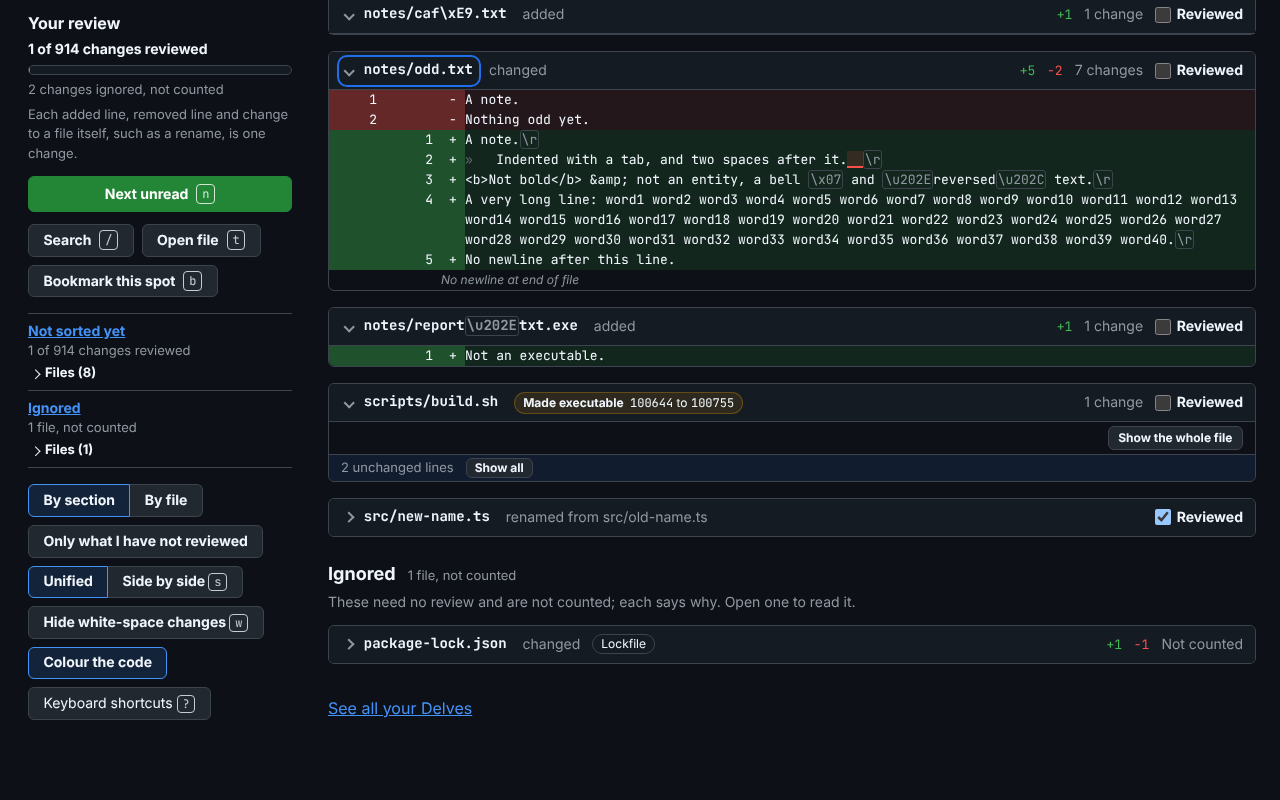 Your review
1 of 914 changes reviewed
2 changes ignored, not counted
Each added line, removed line and change
to a file itself, such as a rename, is one
change.
Next unread n
Search /
Open file t
Bookmark this spot b
Not sorted yet
1 of 914 changes reviewed
Files (8)
Ignored
1 file, not counted
Files (1)
By section
By file
Only what I have not reviewed
Unified
Side by side s
Hide white-space changes w
Colour the code
Keyboard shortcuts ?
notes/caf\xE9.txt added +1 1 change Reviewed
notes/odd.txt changed +5 -2 7 changes Reviewed
1 - A note.
2 - Nothing odd yet.
1 + A note.\r
2 + » Indented with a tab, and two spaces after it. \r
3 + <b>Not bold</b> &amp; not an entity, a bell \x07 and \u202Ereversed\u202C text.\r
4 + A very long line: word1 word2 word3 word4 word5 word6 word7 word8 word9 word10 word11 word12 word13
word14 word15 word16 word17 word18 word19 word20 word21 word22 word23 word24 word25 word26 word27
word28 word29 word30 word31 word32 word33 word34 word35 word36 word37 word38 word39 word40.\r
5 + No newline after this line.
No newline at end of file
notes/report\u202Etxt.exe added +1 1 change Reviewed
1 + Not an executable.
scripts/build.sh Made executable 100644 to 100755 1 change Reviewed
Show the whole file
2 unchanged lines Show all
src/new-name.ts renamed from src/old-name.ts Reviewed
Ignored 1 file, not counted
These need no review and are not counted; each says why. Open one to read it.
package-lock.json changed Lockfile +1 -1 Not counted
See all your Delves